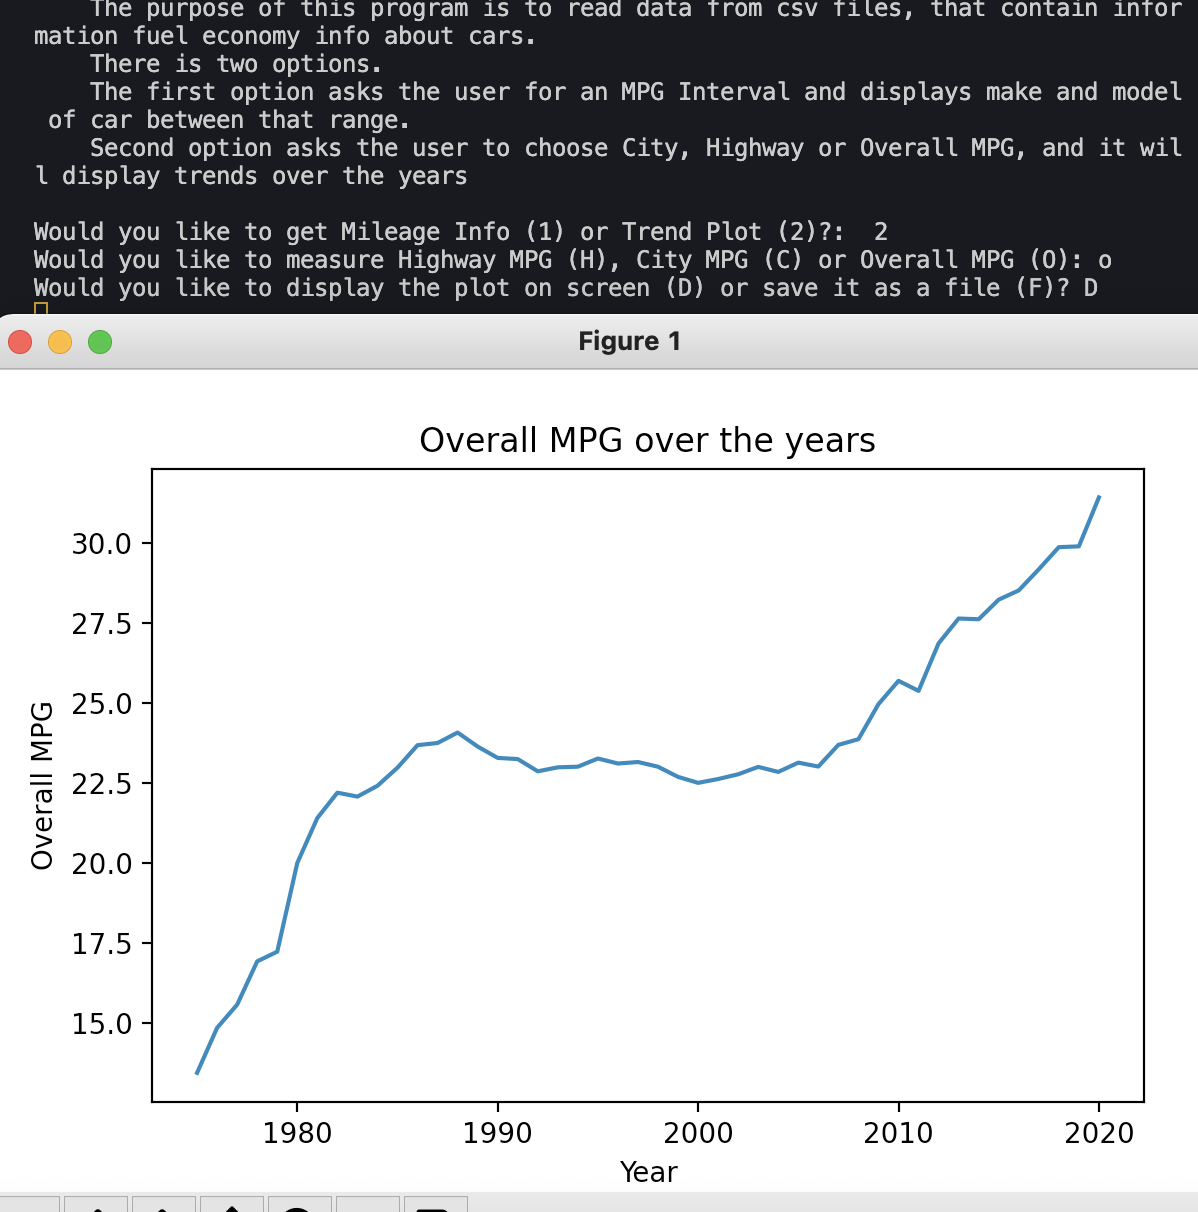 The purpose of this program is to read data from csv files, that contain infor
mation fuel economy info about cars.
There is two options.
The first option asks the user for an MPG Interval and displays make and model
of car between that range.
Second option asks the user to choose City, Highway or Overall MPG, and it wil
l display trends over the years
Would you like to get Mileage Info (1) or Trend Plot (2)?:  2
Would you like to measure Highway MPG (H), City MPG (C) or Overall MPG (O): o
Would you like to display the plot on screen (D) or save it as a file (F)? D
Figure 1
Overall MPG over the years
Overall MPG
30.0
27.5
25.0
22.5
20.0
17.5
15.0
1980 1990 2000 2010 2020
Year